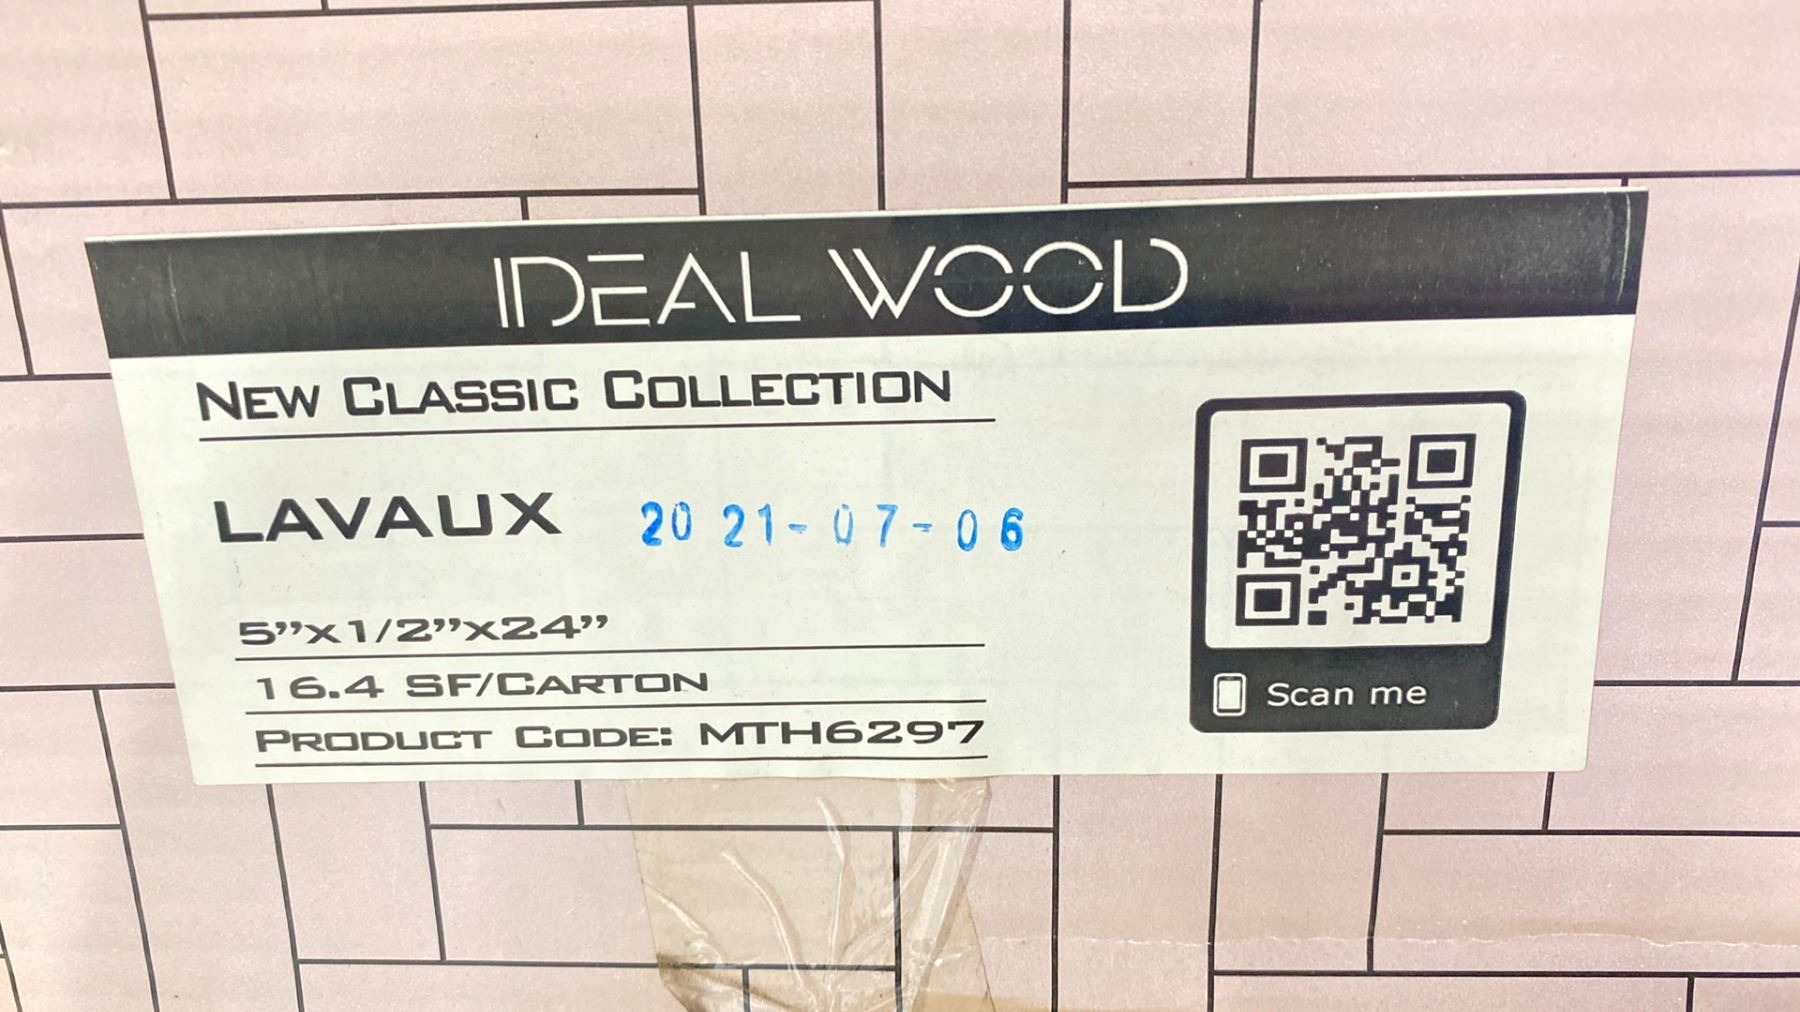 IDEAL WOOD
NEW CLASSIC COLLECTION
LAVAUX 2021-07-06
5”x1/2”x24”
16.4 SF/CARTON
PRODUCT CODE: MTH6297
Scan me